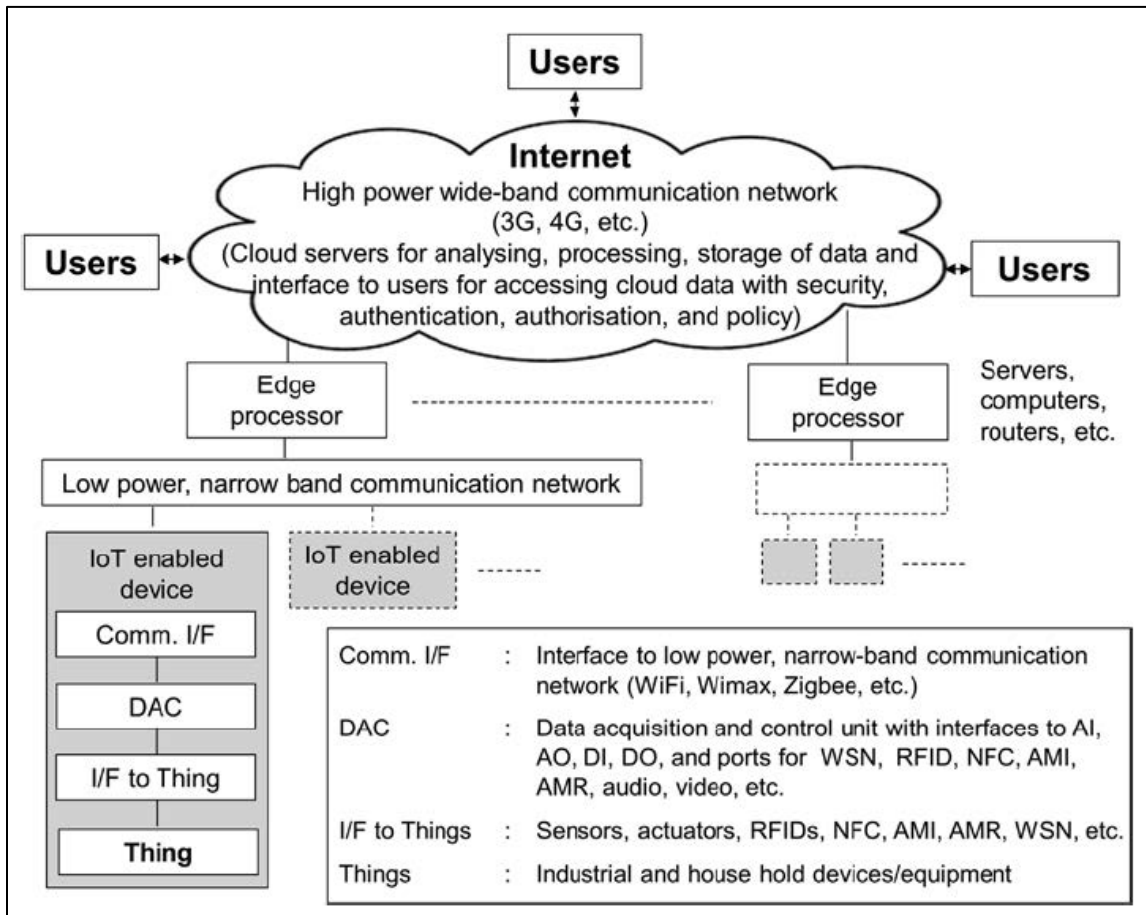 Users
Internet
High power wide-band communication network
(3G, 4G, etc.)
(Cloud servers for analysing, processing, storage of data and
interface to users for accessing cloud data with security,
authentication, authorisation, and policy)
Users
Users
Edge
processor
Edge
processor
Servers,
computers,
routers, etc.
Low power, narrow band communication network
IoT enabled
device
Comm. I/F
DAC
I/F to Thing
Thing
IoT enabled
device
Comm. I/F : Interface to low power, narrow-band communication
network (WiFi, Wimax, Zigbee, etc.)
DAC : Data acquisition and control unit with interfaces to AI,
AO, DI, DO, and ports for WSN, RFID, NFC, AMI,
AMR, audio, video, etc.
I/F to Things : Sensors, actuators, RFIDs, NFC, AMI, AMR, WSN, etc.
Things : Industrial and house hold devices/equipment